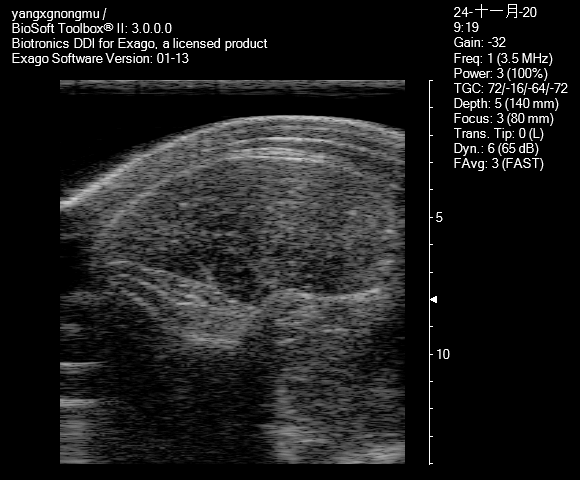 yangxgnongmu /
BioSoft Toolbox® II: 3.0.0.0
Biotronics DDI for Exago, a licensed product
Exago Software Version: 01-13
24-十一月-20
9:19
Gain: -32
Freq: 1 (3.5 MHz)
Power: 3 (100%)
TGC: 72/-16/-64/-72
Depth: 5 (140 mm)
Focus: 3 (80 mm)
Trans. Tip: 0 (L)
Dyn.: 6 (65 dB)
FAvg: 3 (FAST)
5
10